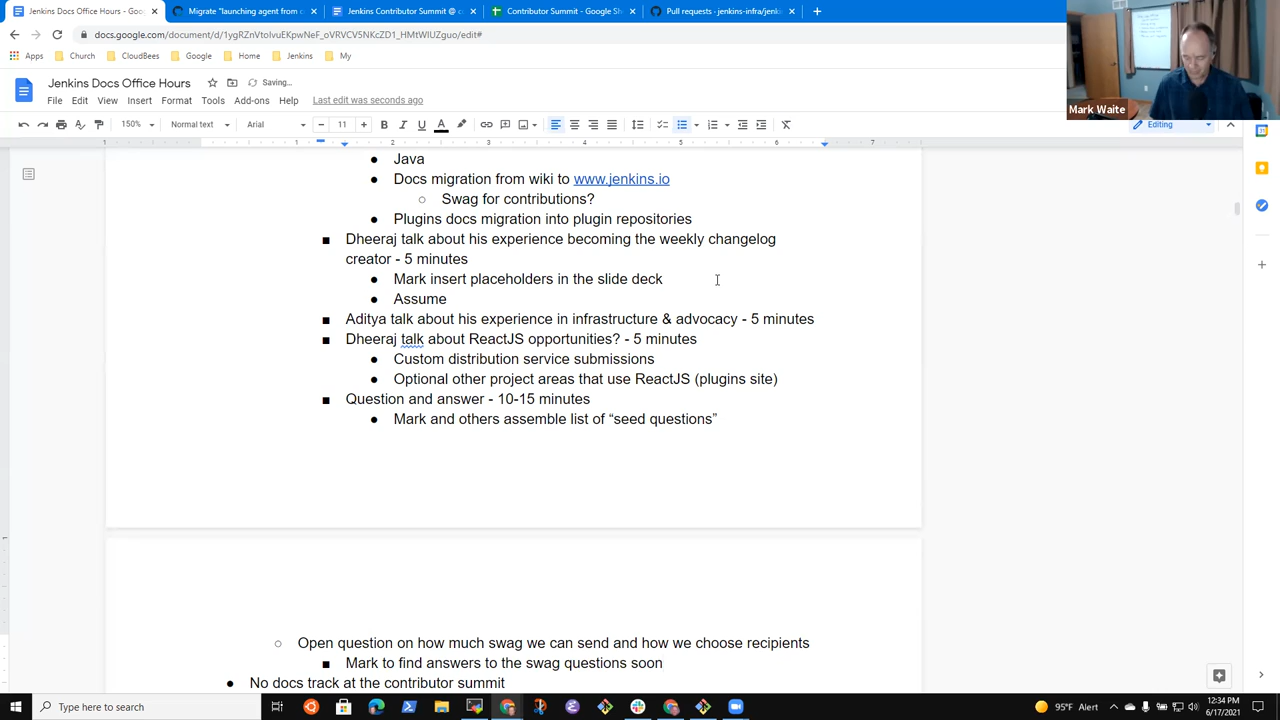 Jenkins Docs Office Hours - Goog
Migrate "launching agent from c
Jenkins Contributor Summit @ c
Contributor Summit - Google Sh
Pull requests · jenkins-infra/jenk
docs.google.com/document/d/
Apps
Church
CloudBees
Google
Home
Jenkins
My
Jenkins Docs Office Hours
Saving...
File Edit View Insert Format Tools Add-ons Help Last edit was seconds ago
150% Normal text Arial 11 Editing
Mark Waite
Java
Docs migration from wiki to www.jenkins.io
Swag for contributions?
Plugins docs migration into plugin repositories
Dheeraj talk about his experience becoming the weekly changelog
creator - 5 minutes
Mark insert placeholders in the slide deck
Assume
Aditya talk about his experience in infrastructure & advocacy - 5 minutes
Dheeraj talk about ReactJS opportunities? - 5 minutes
Custom distribution service submissions
Optional other project areas that use ReactJS (plugins site)
Question and answer - 10-15 minutes
Mark and others assemble list of “seed questions”
Open question on how much swag we can send and how we choose recipients
Mark to find answers to the swag questions soon
No docs track at the contributor summit
Type here to search
95°F Alert
12:34 PM
6/17/2021